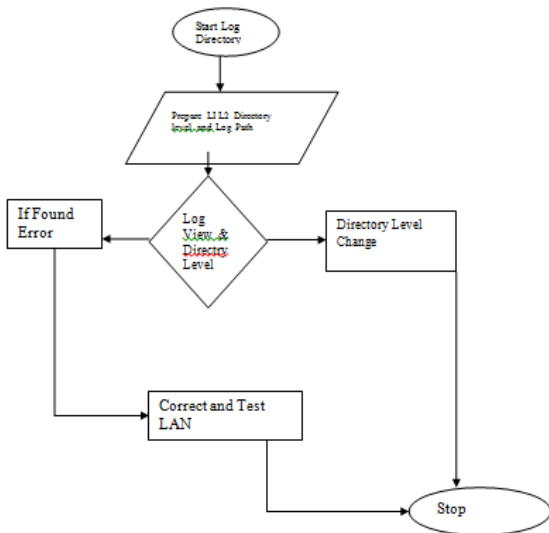 Start Log
Directory
Prepare L1 L2 Directory
level and Log Path
If Found
Error
Log
View &
Directry
Level
Directory Level
Change
Correct and Test
LAN
Stop